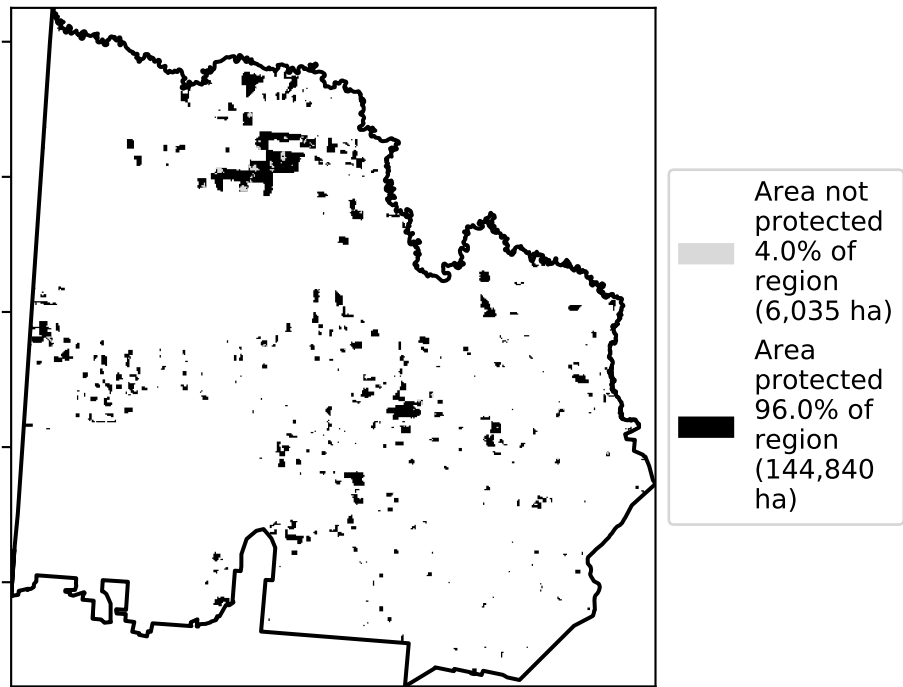 Area not
protected
4.0% of
region
(6,035 ha)
Area
protected
96.0% of
region
(144,840
ha)